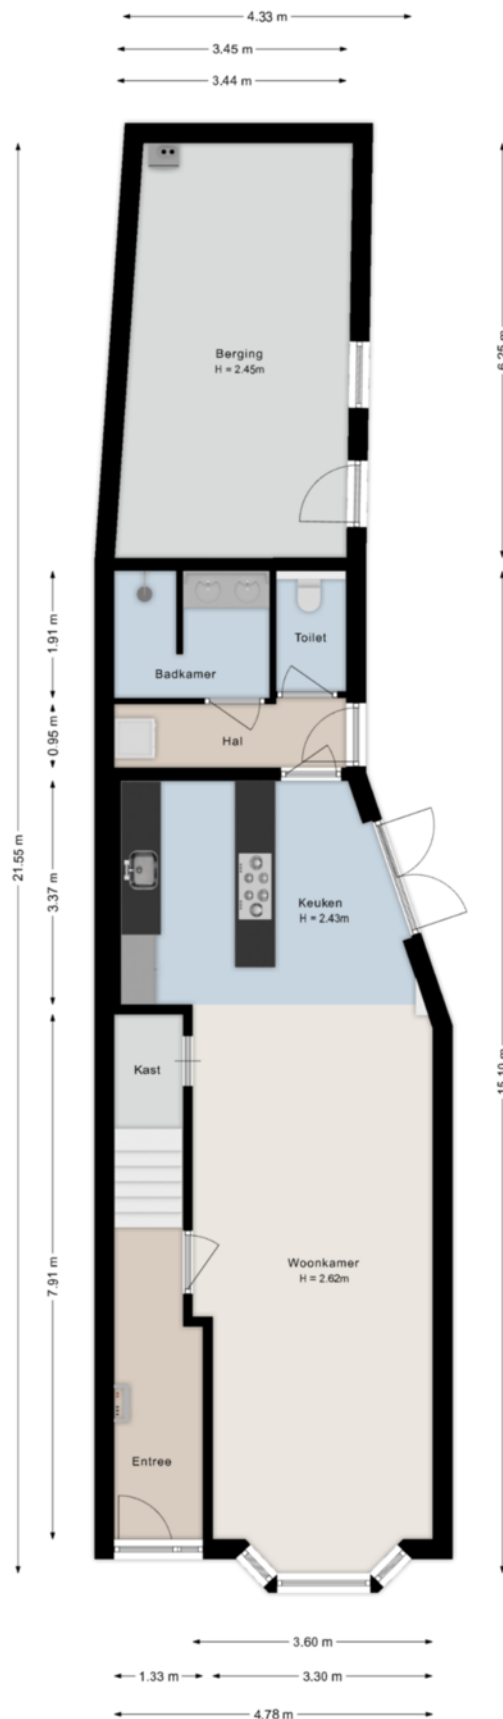 4.33 m
3.45 m
3.44 m
Berging
H = 2.45m
6.25 m
1.91 m
Toilet
Badkamer
0.95 m
Hal
21.55 m
3.37 m
Keuken
H = 2.43m
Kast
15.19 m
7.91 m
Woonkamer
H = 2.62m
Entree
3.60 m
1.33 m
3.30 m
4.78 m